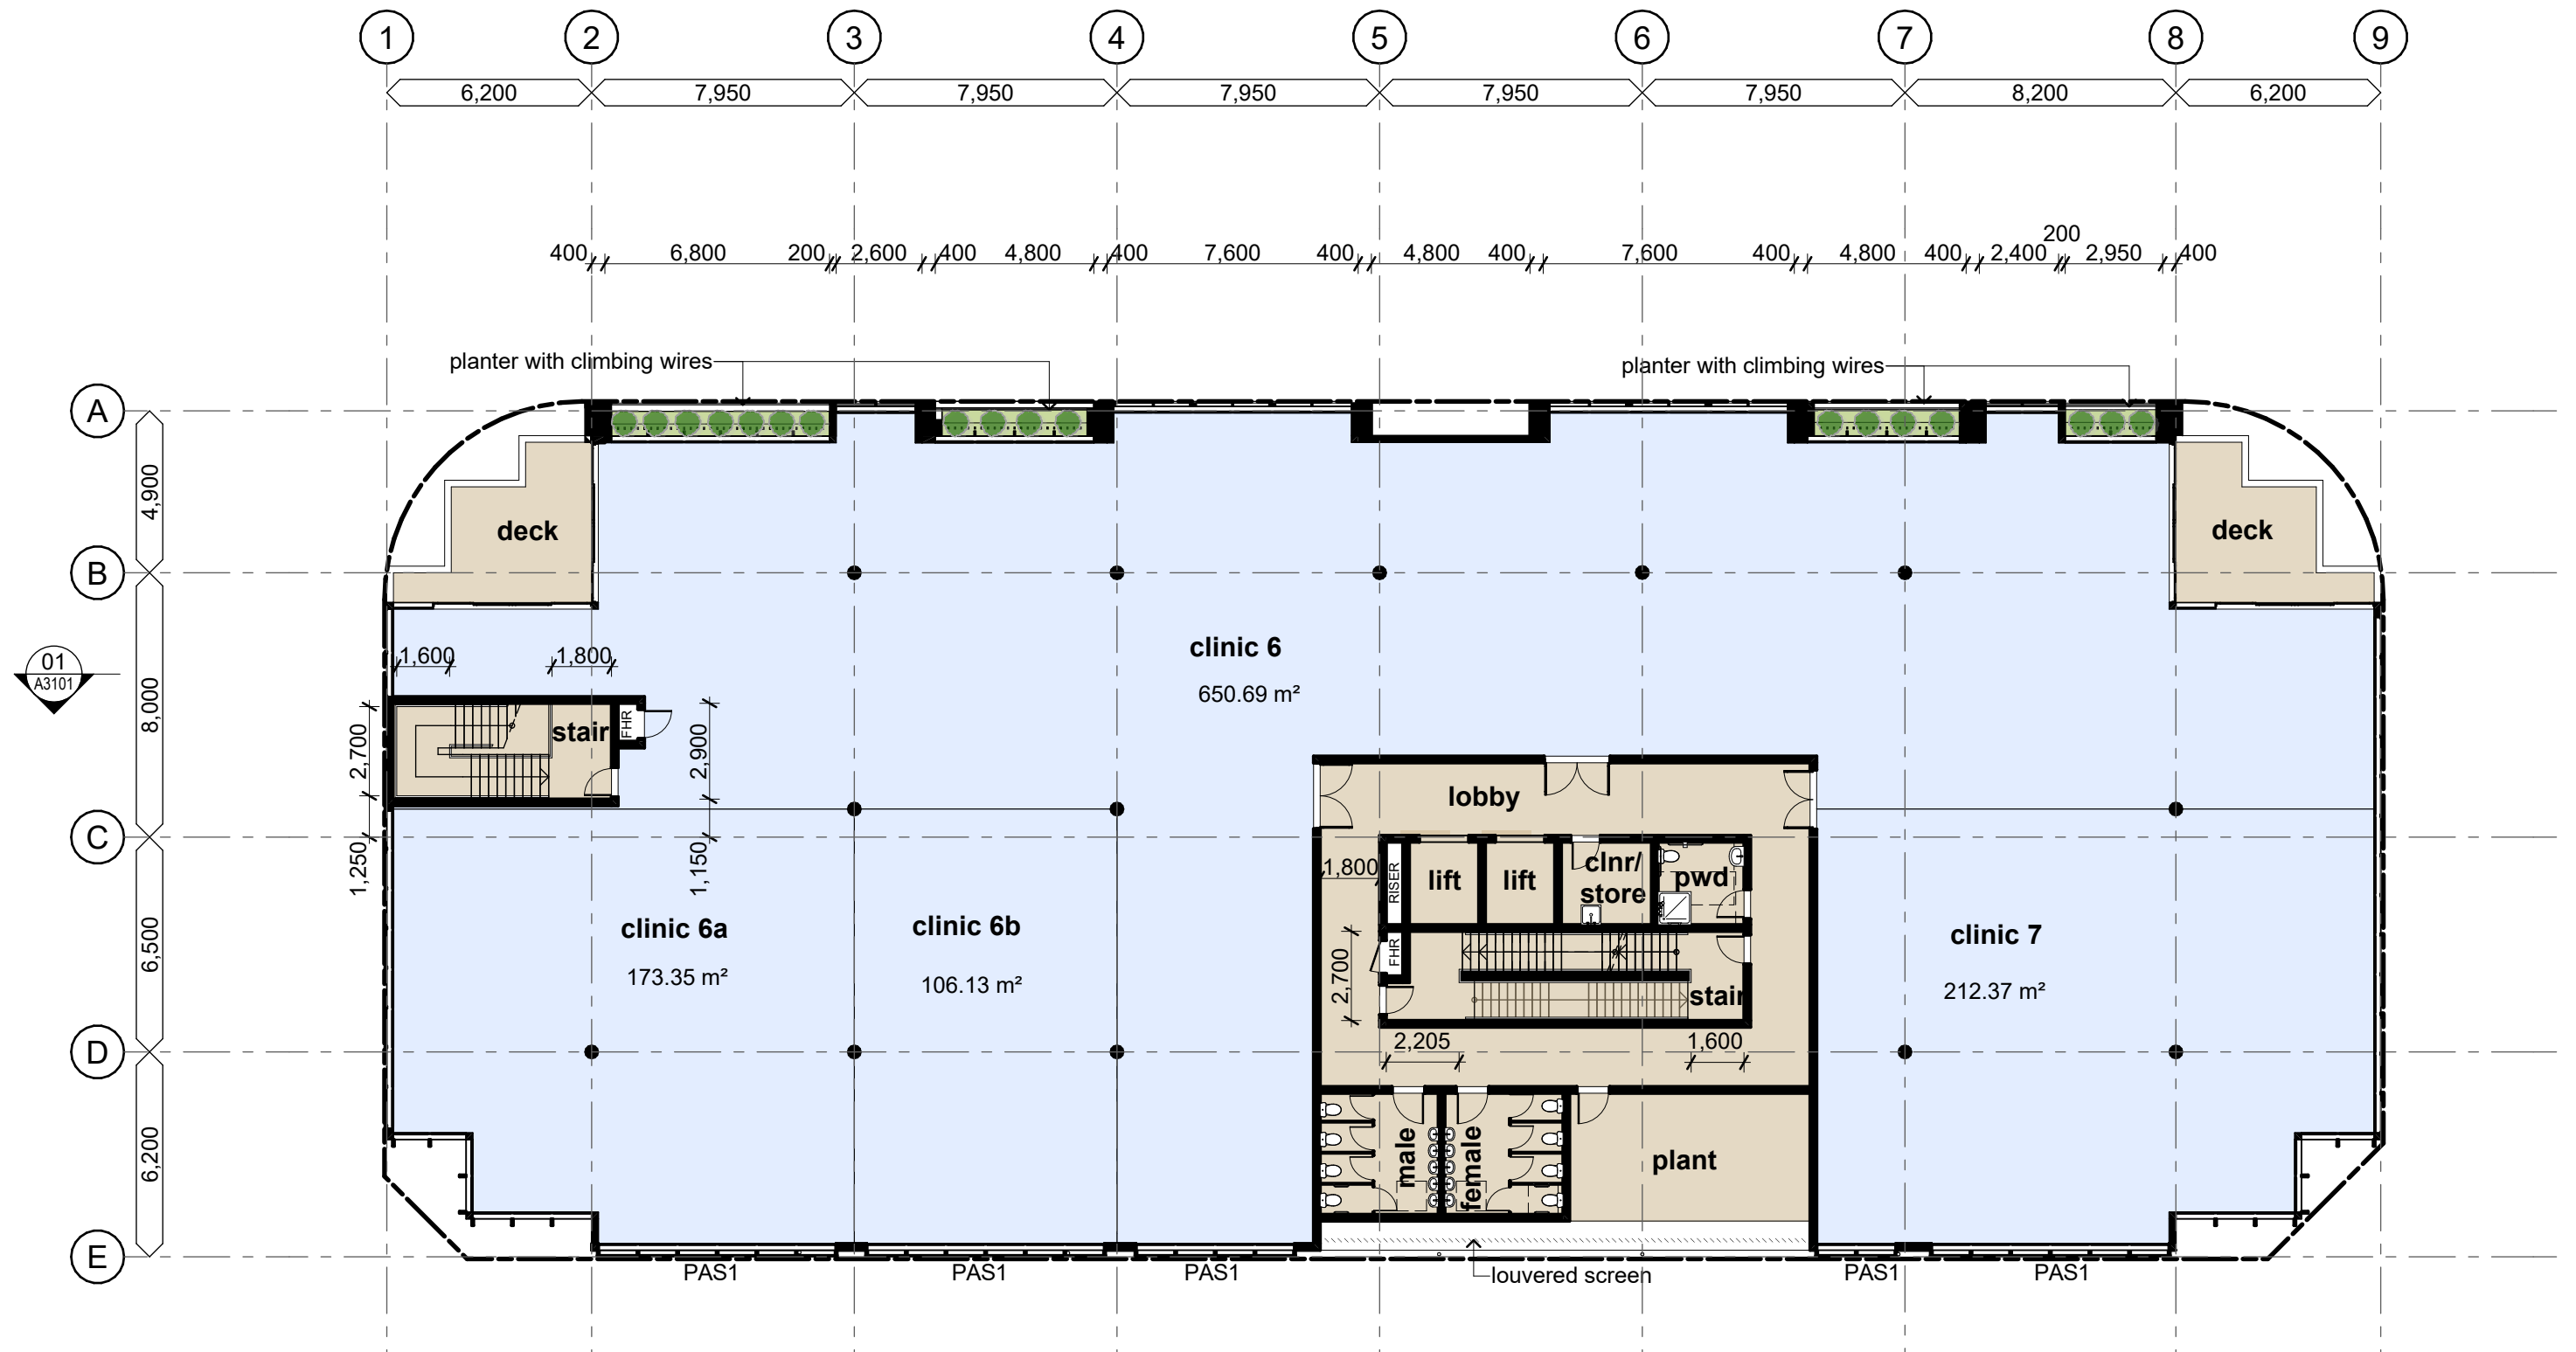 1 2 3 4 5 6 7 8 9
6,200 7,950 7,950 7,950 7,950 7,950 8,200 6,200
200
400 6,800 200 2,600 400 4,800 400 7,600 400 4,800 400 7,600 400 4,800 400 2,400 2,950 400
planter with climbing wires
planter with climbing wires
A
4,900
deck
deck
B
clinic 6
650.69 m²
1,600
1,800
01
A3101
8,000
stair
FHR
2,700
2,900
lobby
C
1,250
1,150
1,800
RISER
lift
lift
clnr/
store
pwd
clinic 6a
173.35 m²
clinic 6b
106.13 m²
clinic 7
212.37 m²
6,500
FHR
2,700
stair
2,205
1,600
D
6,200
male
female
plant
E
PAS1
PAS1
PAS1
louvered screen
PAS1
PAS1